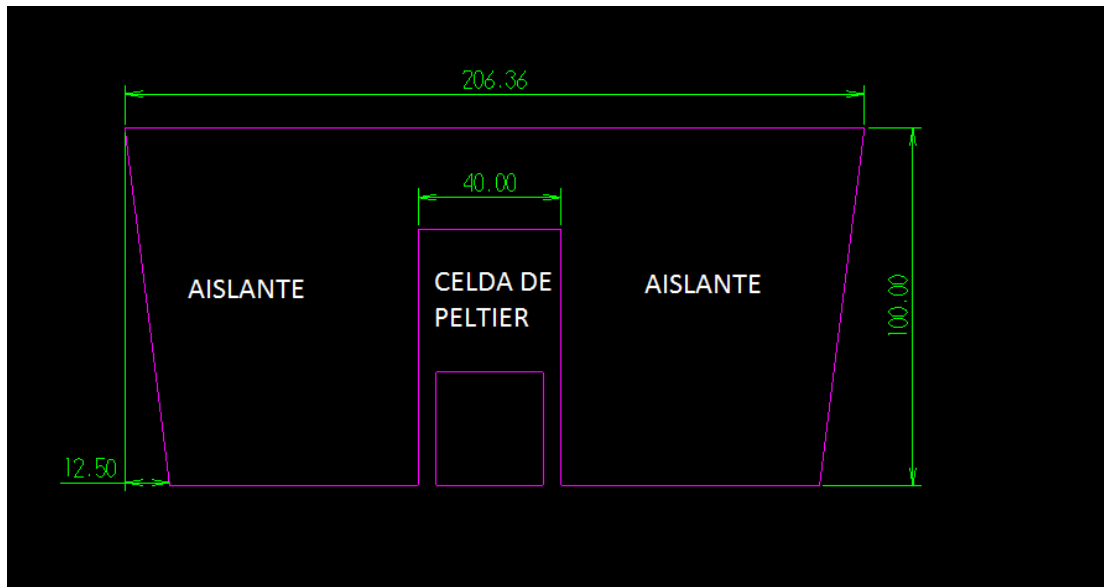 206.36
40.00
AISLANTE
CELDA DE
PELTIER
AISLANTE
100.00
12.50